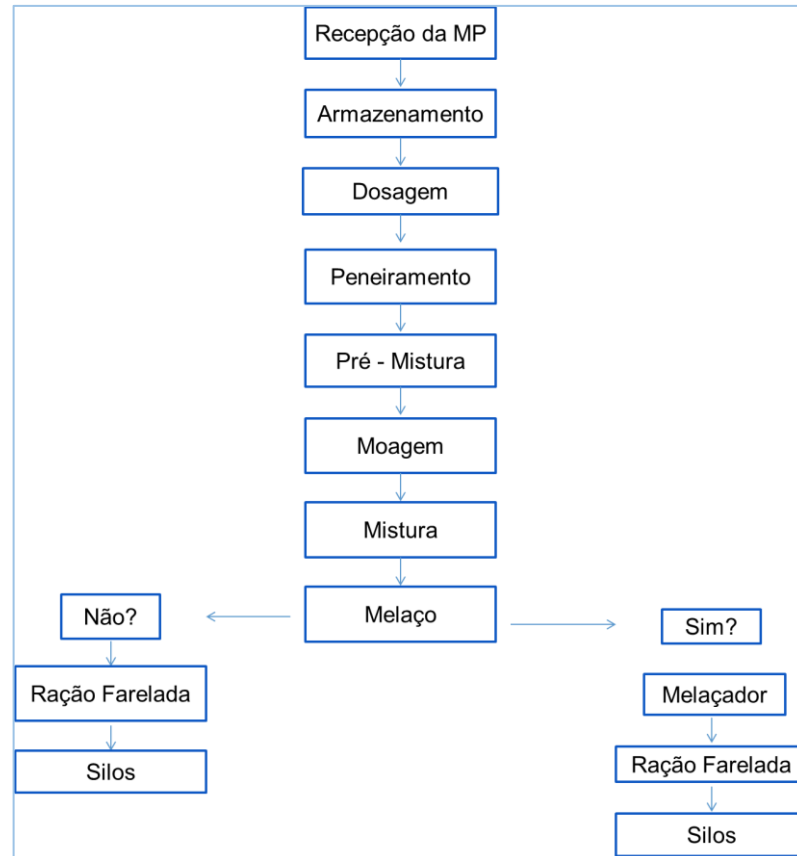 Recepção da MP
Armazenamento
Dosagem
Peneiramento
Pré - Mistura
Moagem
Mistura
Melaço
Não?
Ração Farelada
Silos
Sim?
Melaçador
Ração Farelada
Silos